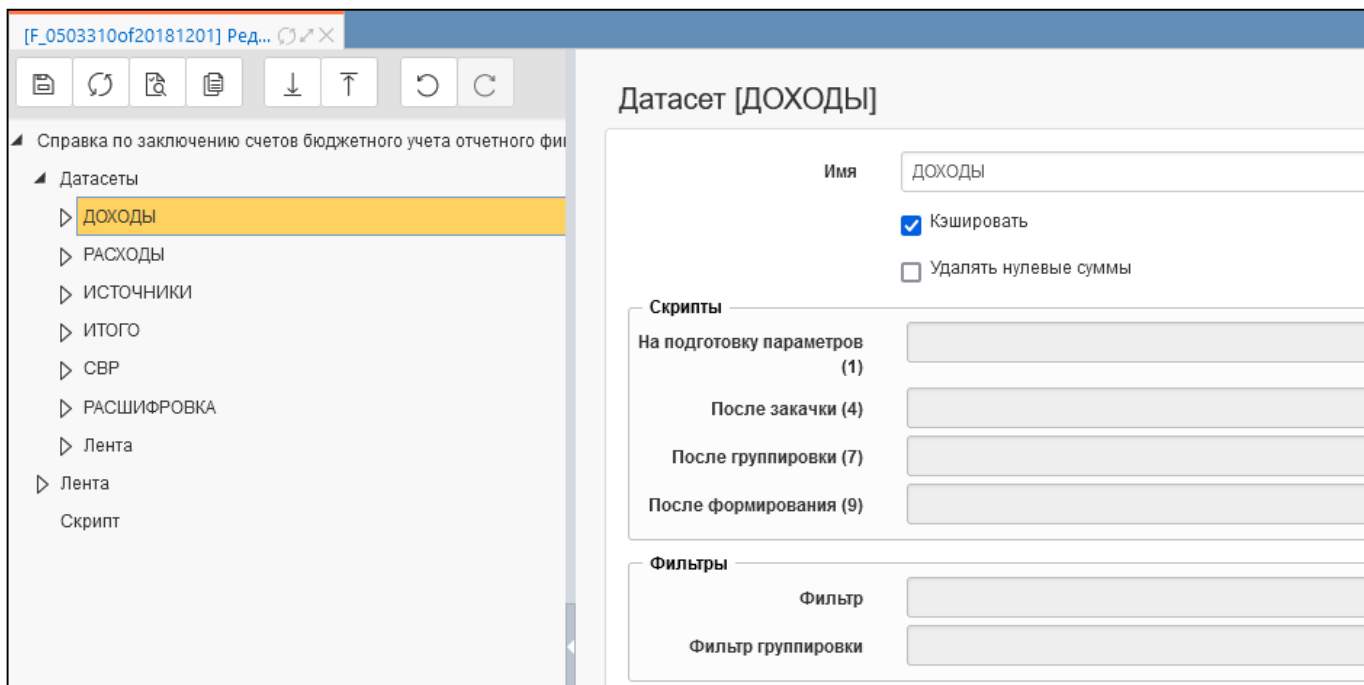 [F_0503310of20181201] Ред...
Справка по заключению счетов бюджетного учета отчетного фин
Датасеты
ДОХОДЫ
РАСХОДЫ
ИСТОЧНИКИ
ИТОГО
СВР
РАСШИФРОВКА
Лента
Лента
Скрипт
Датасет [ДОХОДЫ]
Имя
ДОХОДЫ
Кэшировать
Удалять нулевые суммы
Скрипты
На подготовку параметров
(1)
После закачки (4)
После группировки (7)
После формирования (9)
Фильтры
Фильтр
Фильтр группировки